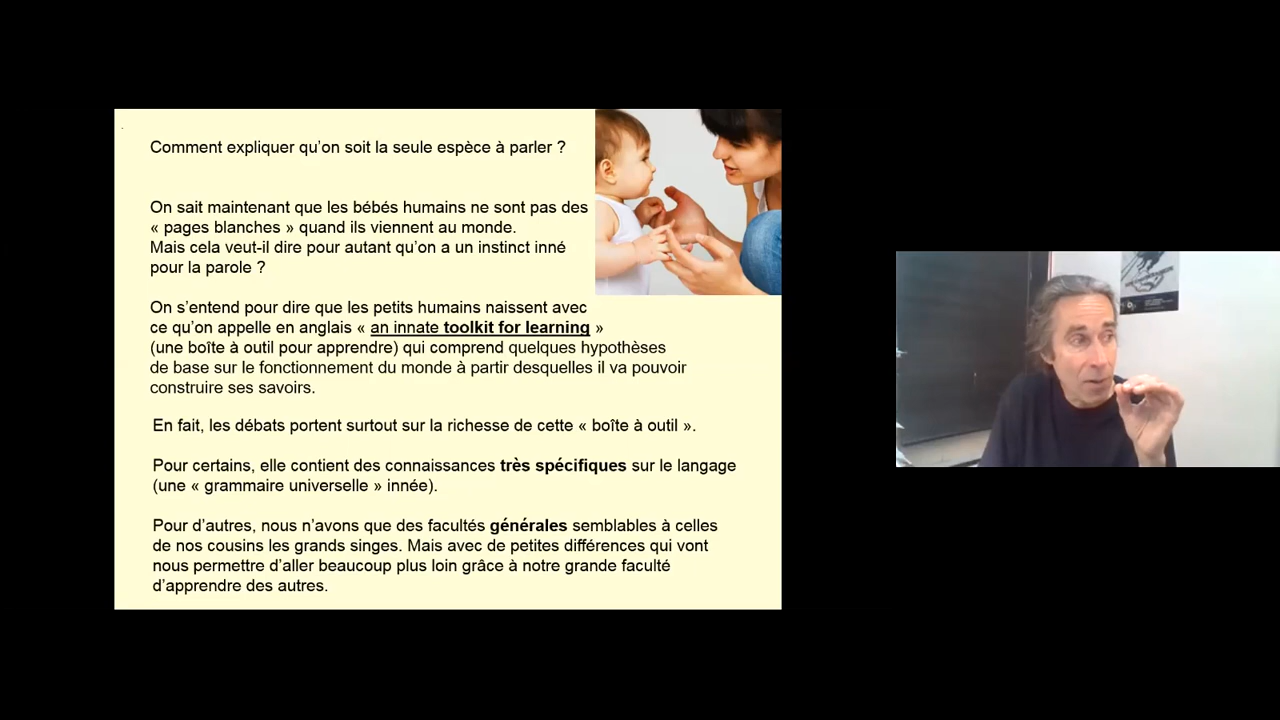 Comment expliquer qu’on soit la seule espèce à parler ?
On sait maintenant que les bébés humains ne sont pas des
« pages blanches » quand ils viennent au monde.
Mais cela veut-il dire pour autant qu’on a un instinct inné
pour la parole ?
On s’entend pour dire que les petits humains naissent avec
ce qu’on appelle en anglais « an innate toolkit for learning »
(une boîte à outil pour apprendre) qui comprend quelques hypothèses
de base sur le fonctionnement du monde à partir desquelles il va pouvoir
construire ses savoirs.
En fait, les débats portent surtout sur la richesse de cette « boîte à outil ».
Pour certains, elle contient des connaissances très spécifiques sur le langage
(une « grammaire universelle » innée).
Pour d’autres, nous n’avons que des facultés générales semblables à celles
de nos cousins les grands singes. Mais avec de petites différences qui vont
nous permettre d’aller beaucoup plus loin grâce à notre grande faculté
d’apprendre des autres.